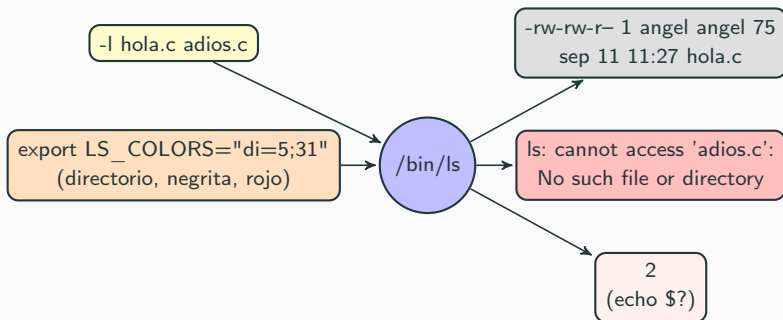 -l hola.c adios.c
export LS_COLORS="di=5;31"
(directorio, negrita, rojo)
/bin/ls
-rw-rw-r– 1 angel angel 75
sep 11 11:27 hola.c
ls: cannot access 'adios.c':
No such file or directory
2
(echo $?)